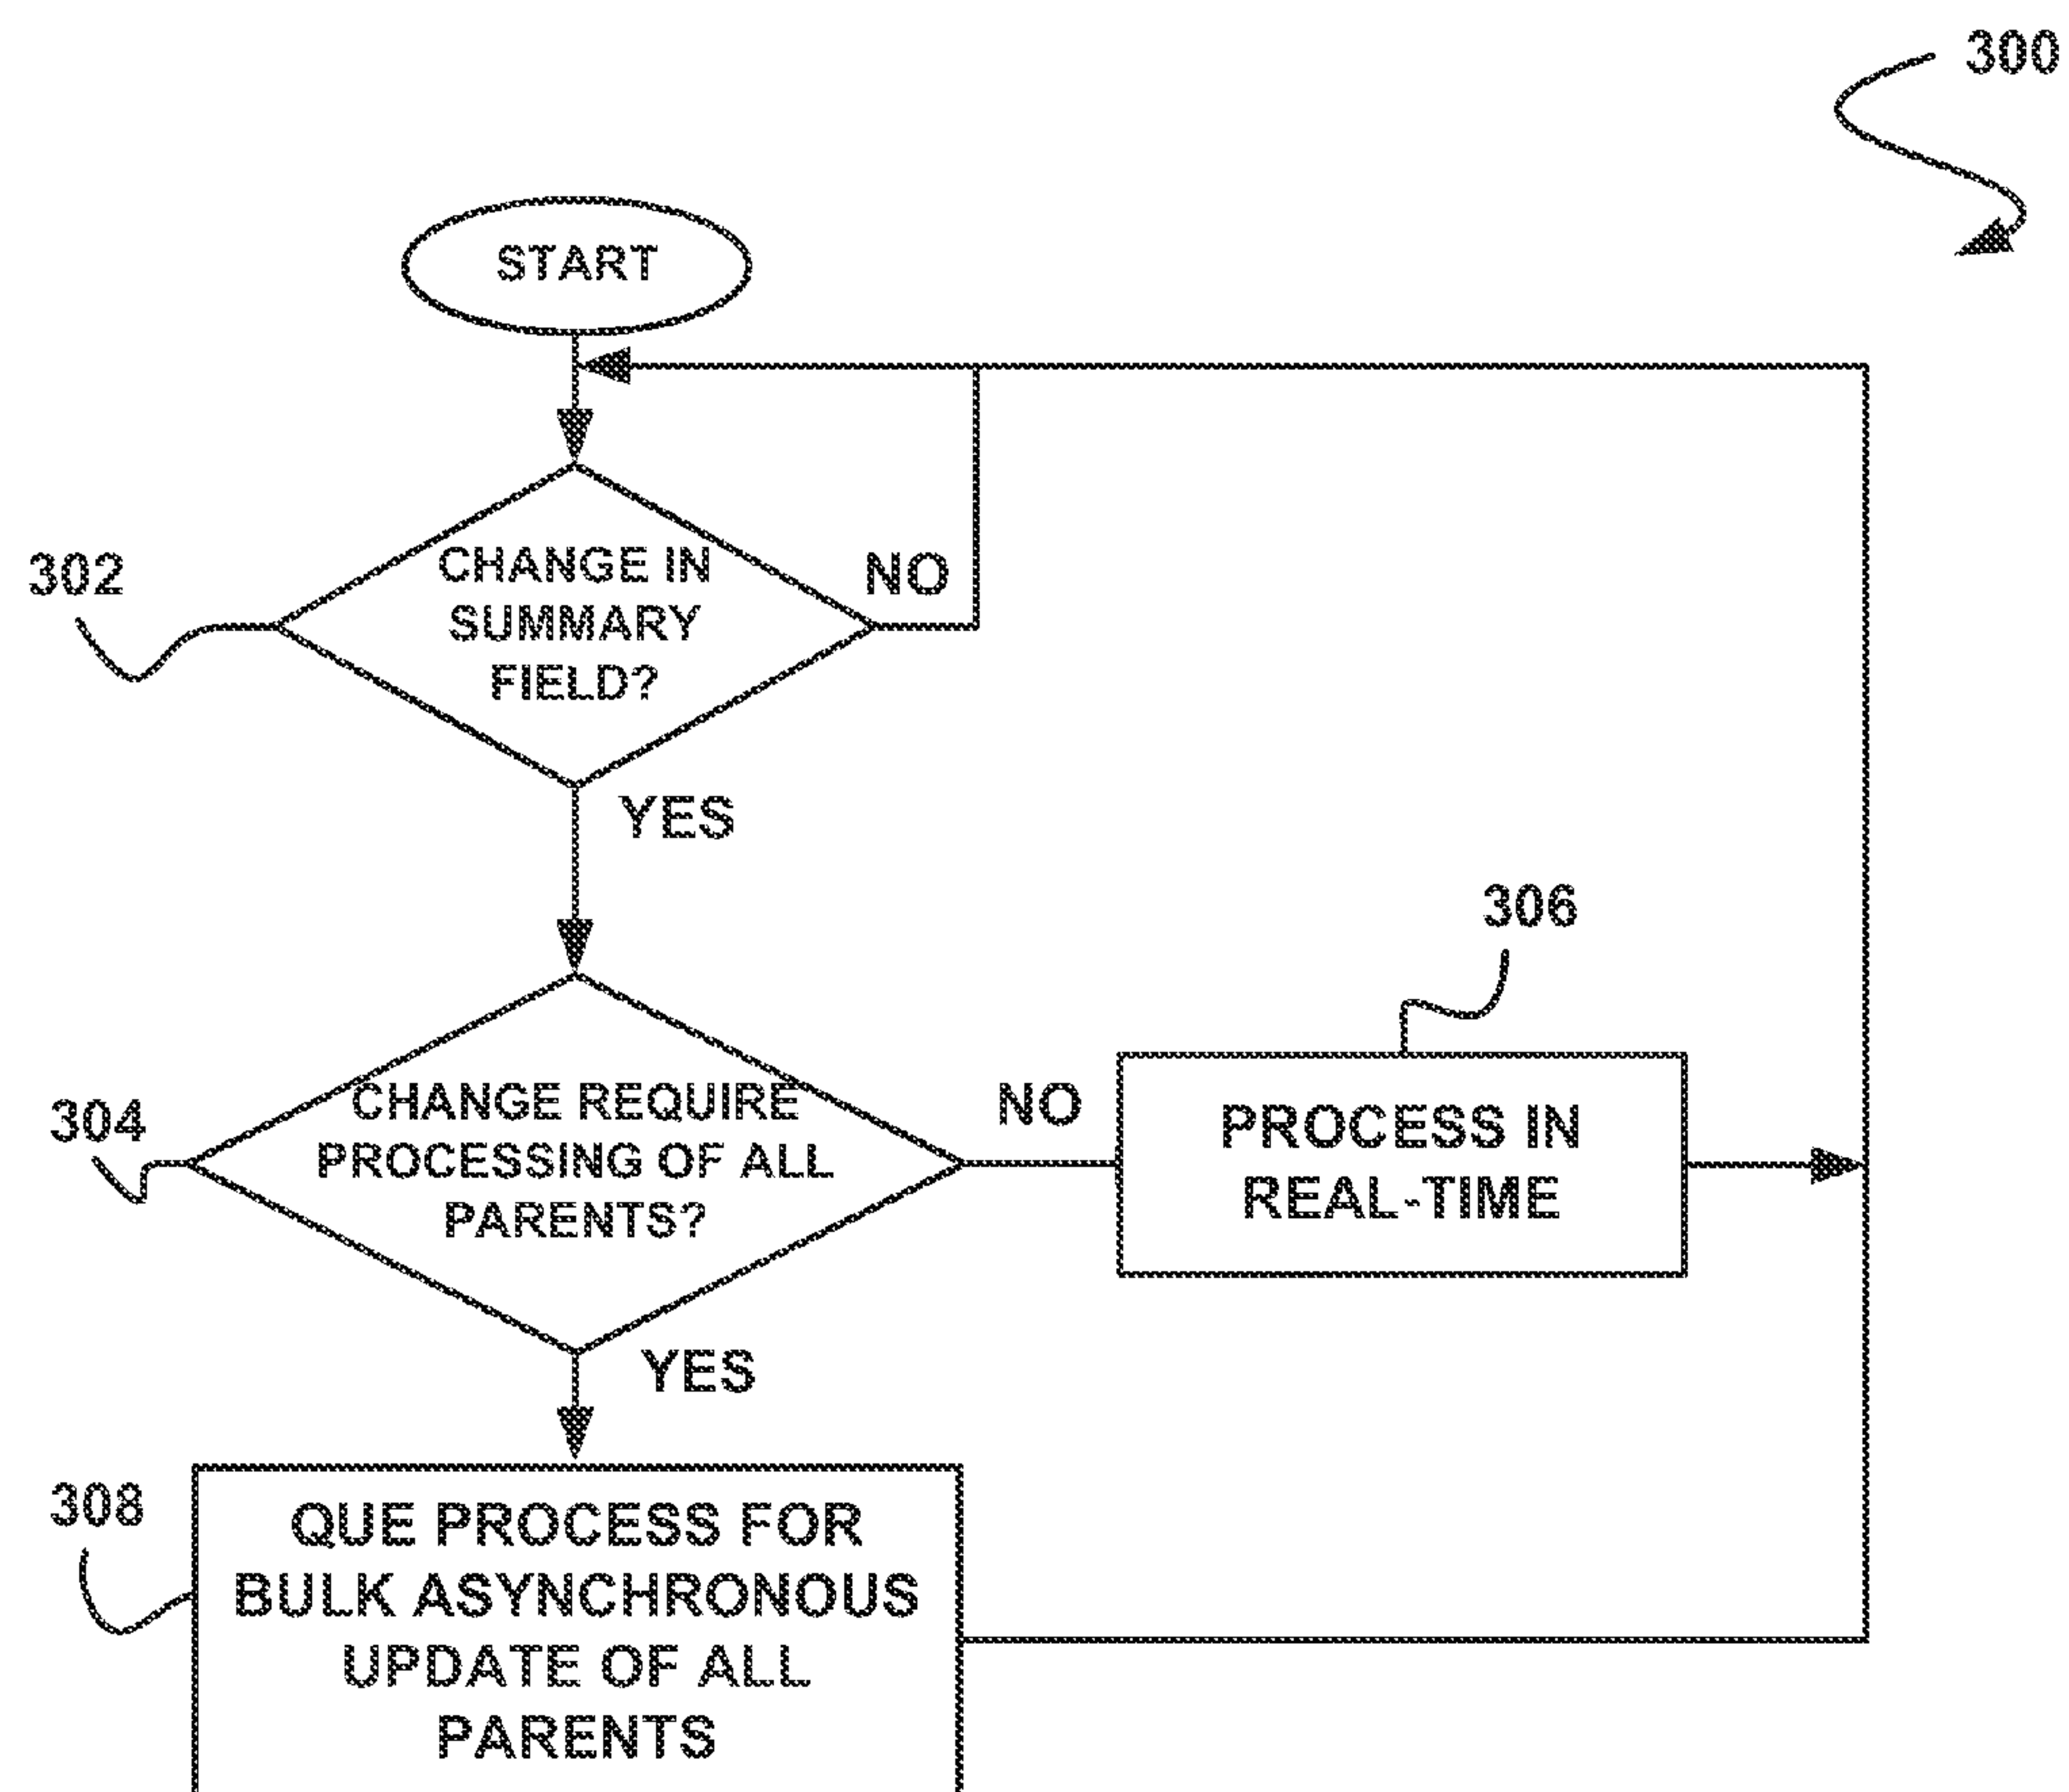 300
START
CHANGE IN
SUMMARY
FIELD?
NO
302
YES
306
CHANGE REQUIRE
PROCESSING OF ALL
PARENTS?
304
NO
PROCESS IN
REAL-TIME
YES
308
QUE PROCESS FOR
BULK ASYNCHRONOUS
UPDATE OF ALL
PARENTS